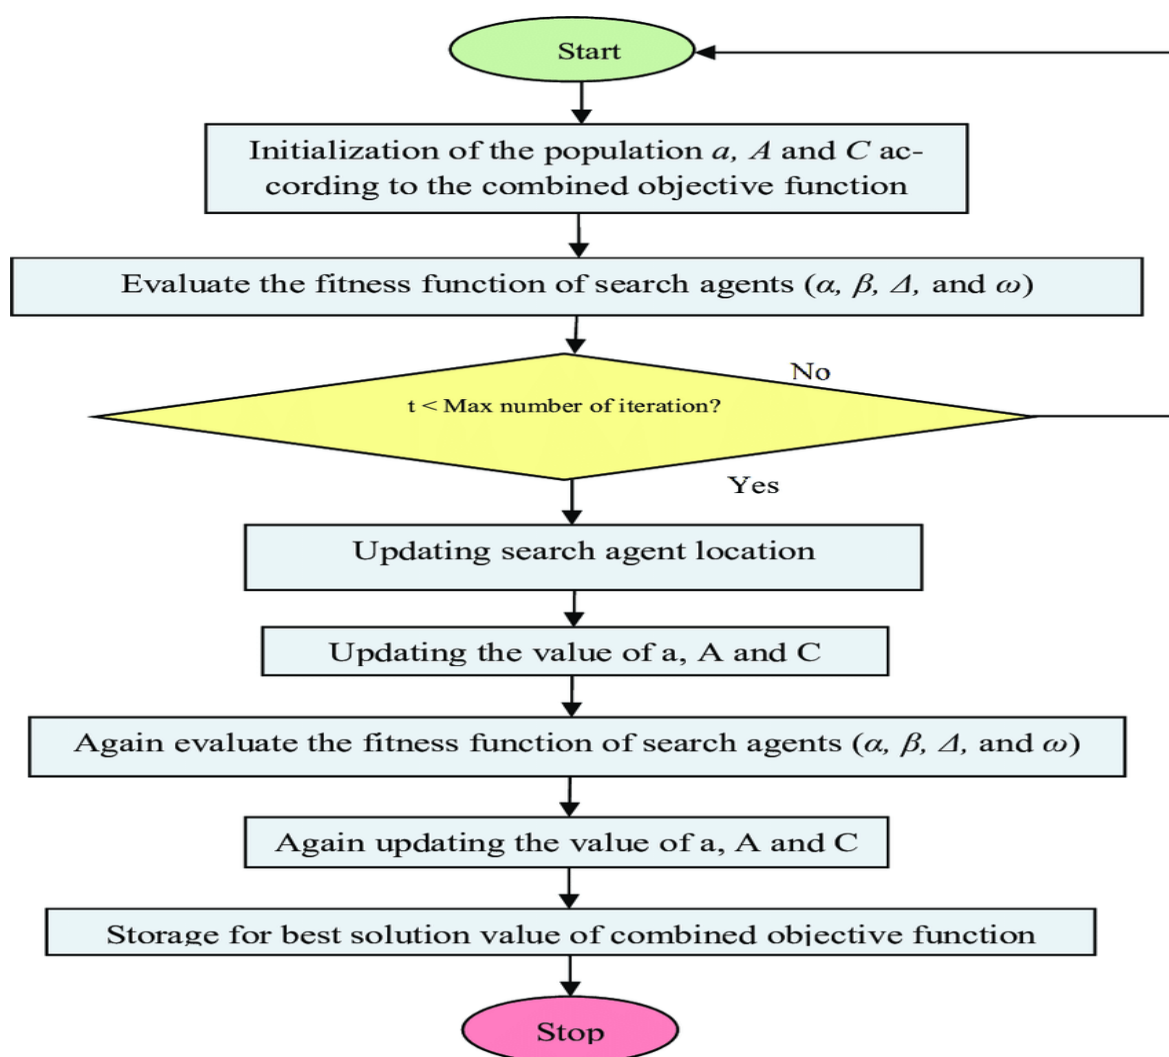 Start
Initialization of the population a, A and C ac-
cording to the combined objective function
Evaluate the fitness function of search agents (α, β, Δ, and ω)
No
t < Max number of iteration?
Yes
Updating search agent location
Updating the value of a, A and C
Again evaluate the fitness function of search agents (α, β, Δ, and ω)
Again updating the value of a, A and C
Storage for best solution value of combined objective function
Stop